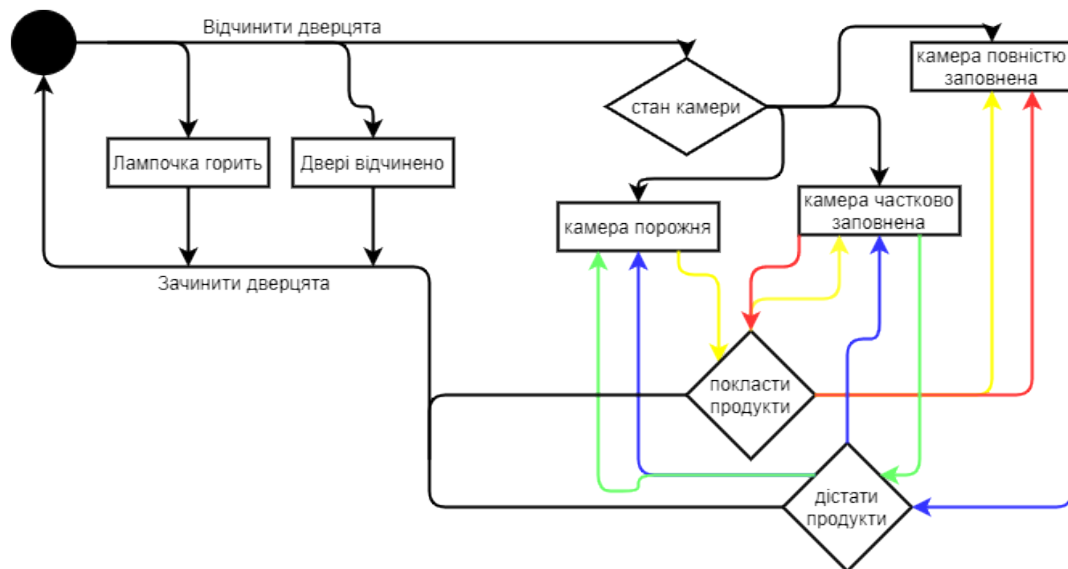 Відчинити дверцята
камера повністю
заповнена
стан камери
Лампочка горить
Двері відчинено
камера порожня
камера частково
заповнена
Зачинити дверцята
покласти
продукти
дістати
продукти